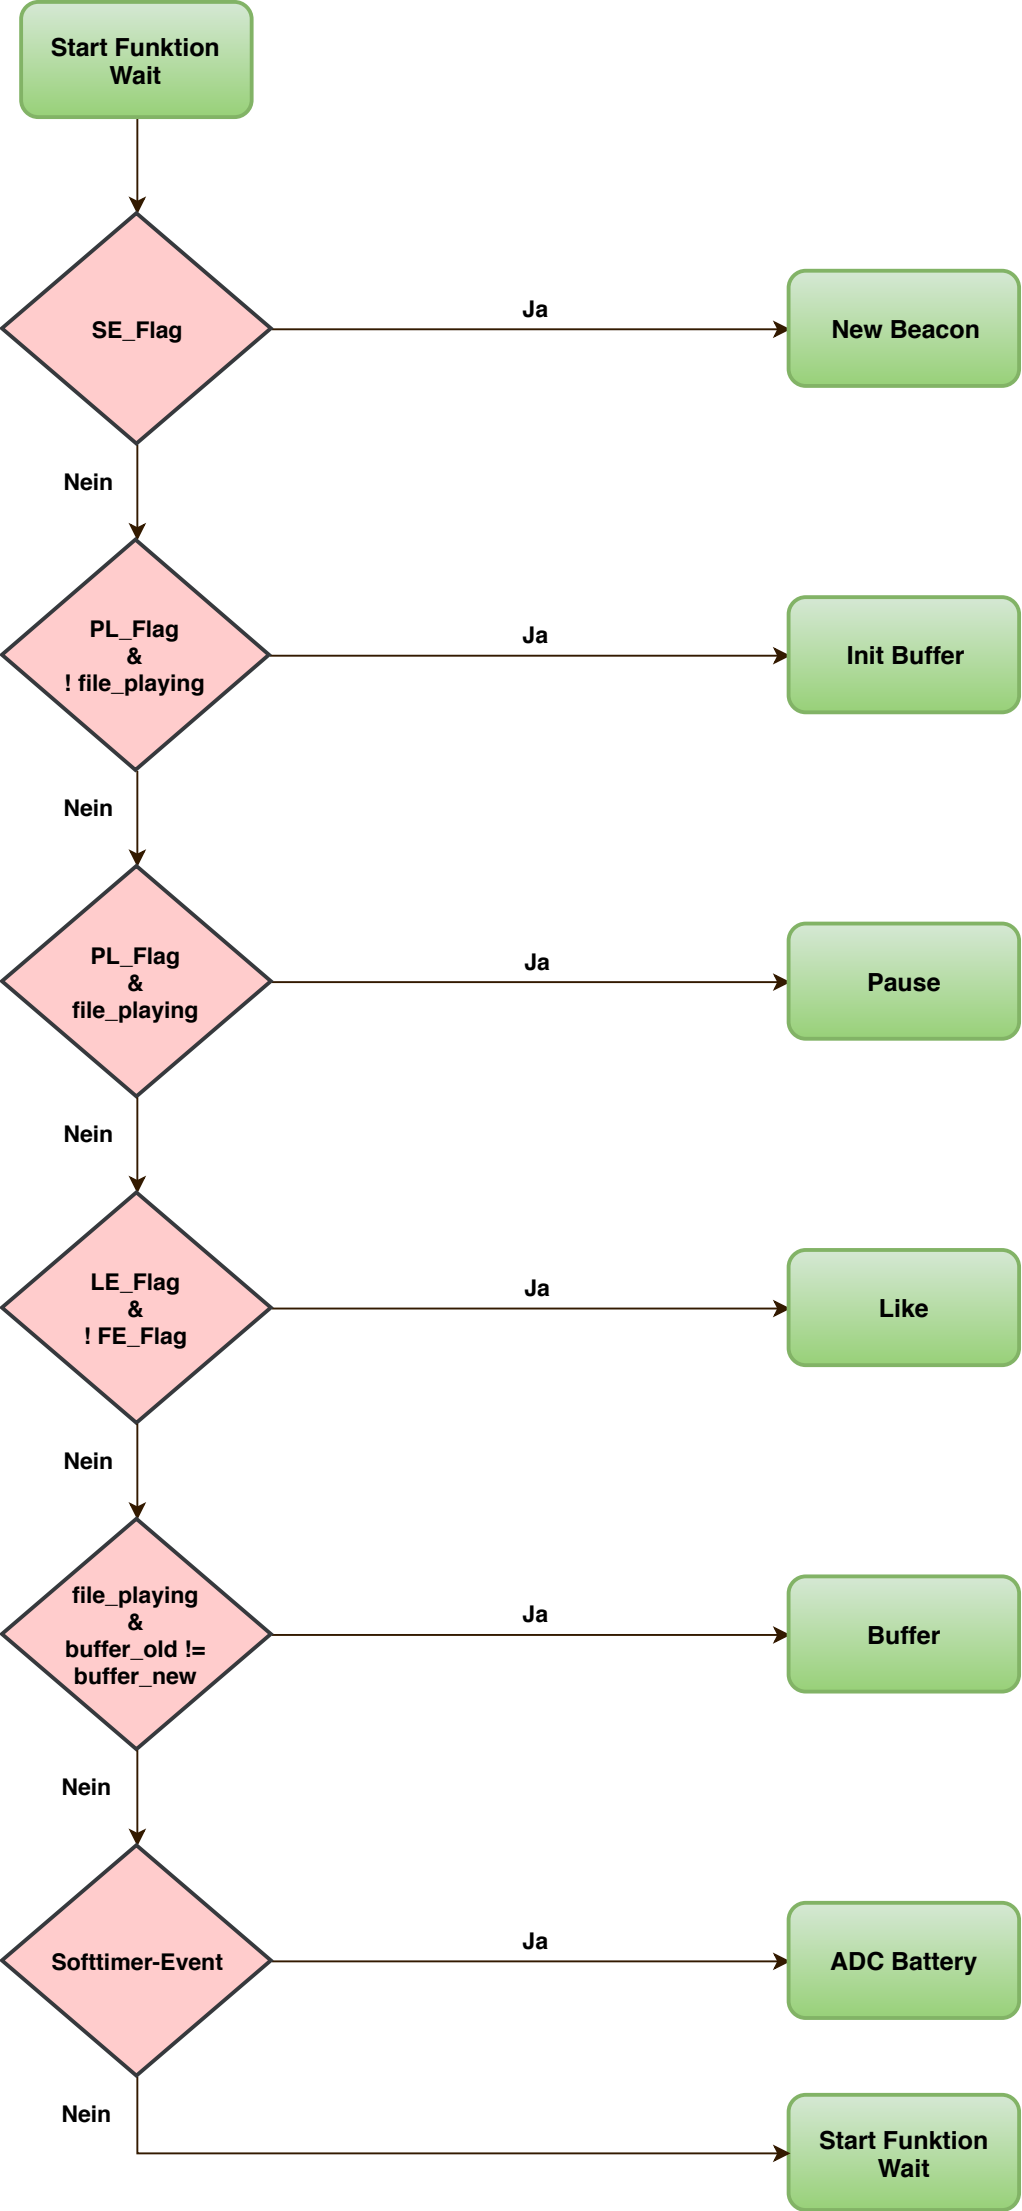 Start Funktion
Wait
SE_Flag
Ja
New Beacon
Nein
PL_Flag
&
! file_playing
Ja
Init Buffer
Nein
PL_Flag
&
file_playing
Ja
Pause
Nein
LE_Flag
&
! FE_Flag
Ja
Like
Nein
file_playing
&
buffer_old !=
buffer_new
Ja
Buffer
Nein
Softtimer-Event
Ja
ADC Battery
Nein
Start Funktion
Wait